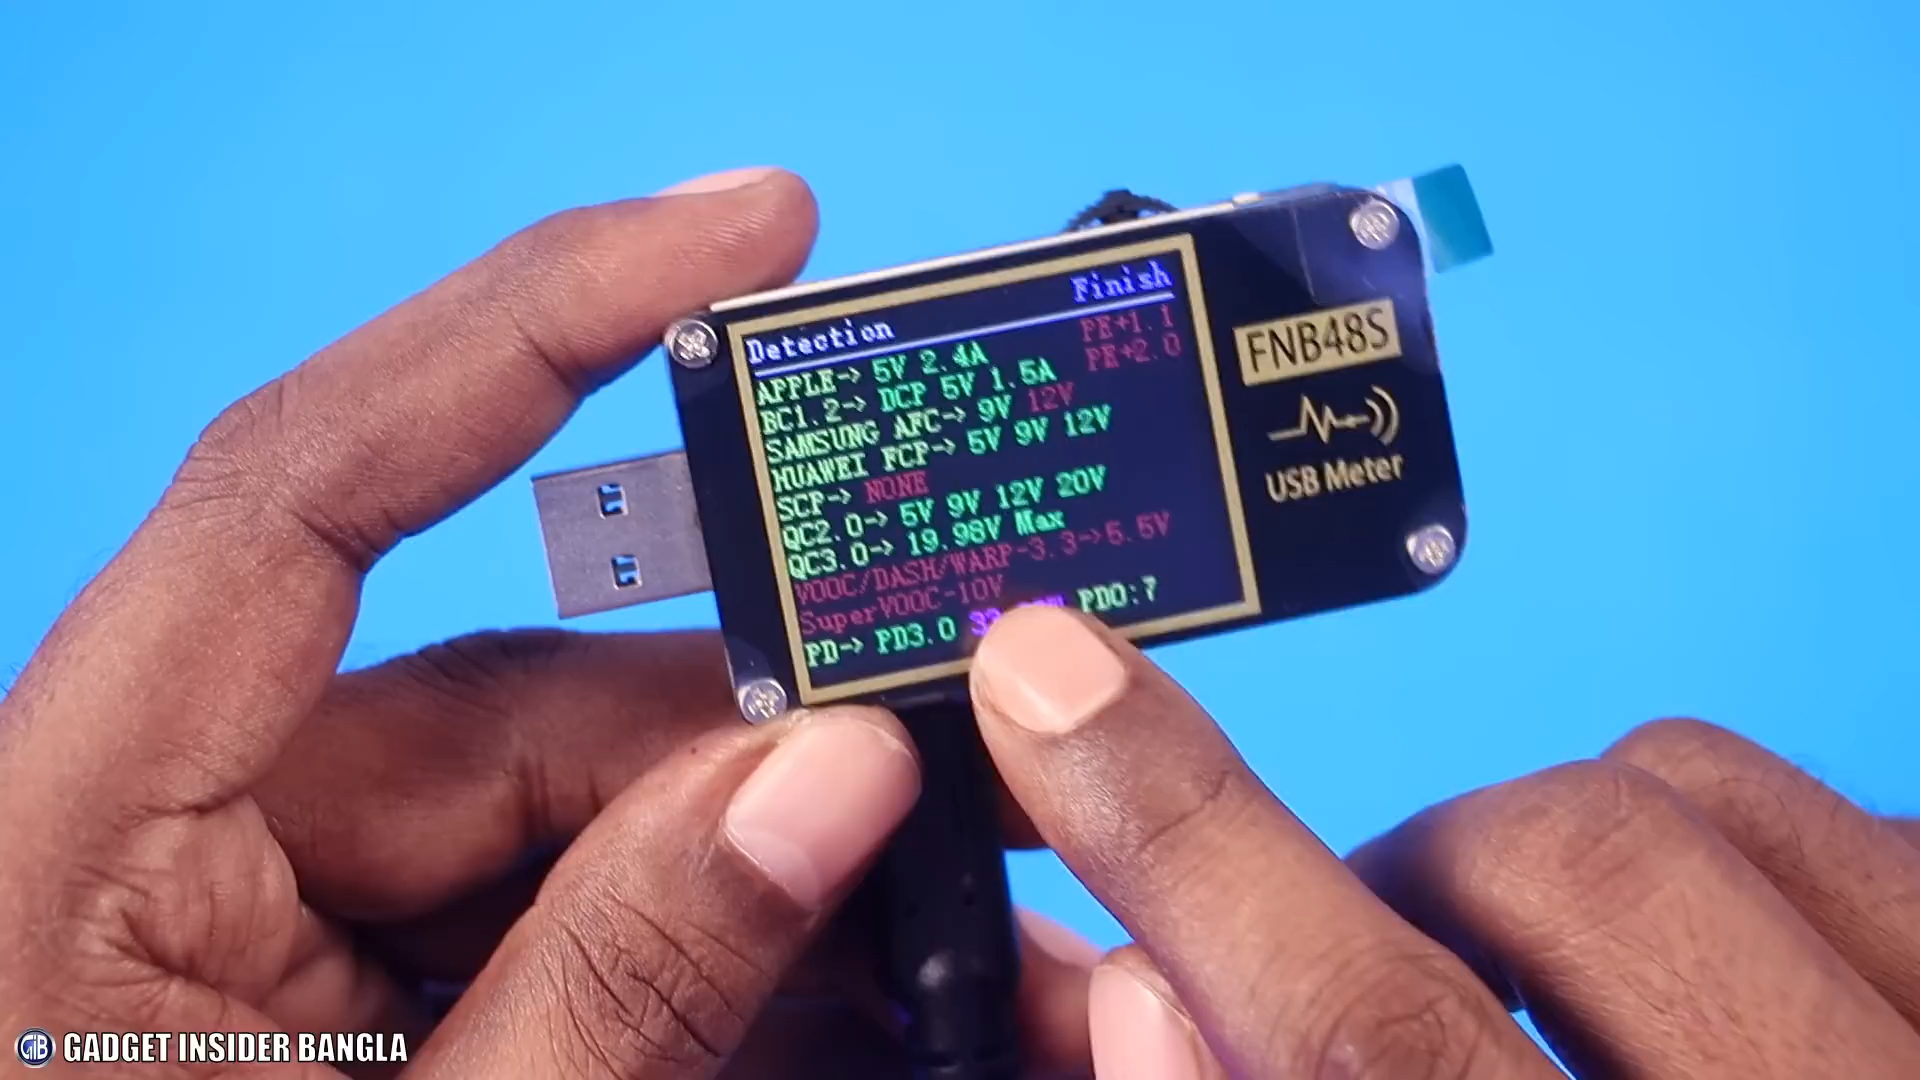 Detection Finish
APPLE-> 5V 2.4A PE+1.1
BC1.2-> DCP 5V 1.5A PE+2.0
SAMSUNG AFC-> 9V 12V
HUAWEI FCP-> 5V 9V 12V
SCP-> NONE
QC2.0-> 5V 9V 12V 20V
QC3.0-> 19.98V Max
VOOC/DASH/WARP-3.3->5.5V
SuperVOOC-10V
PD-> PD3.0 PDO:7
FNB48S
USB Meter
GIB GADGET INSIDER BANGLA